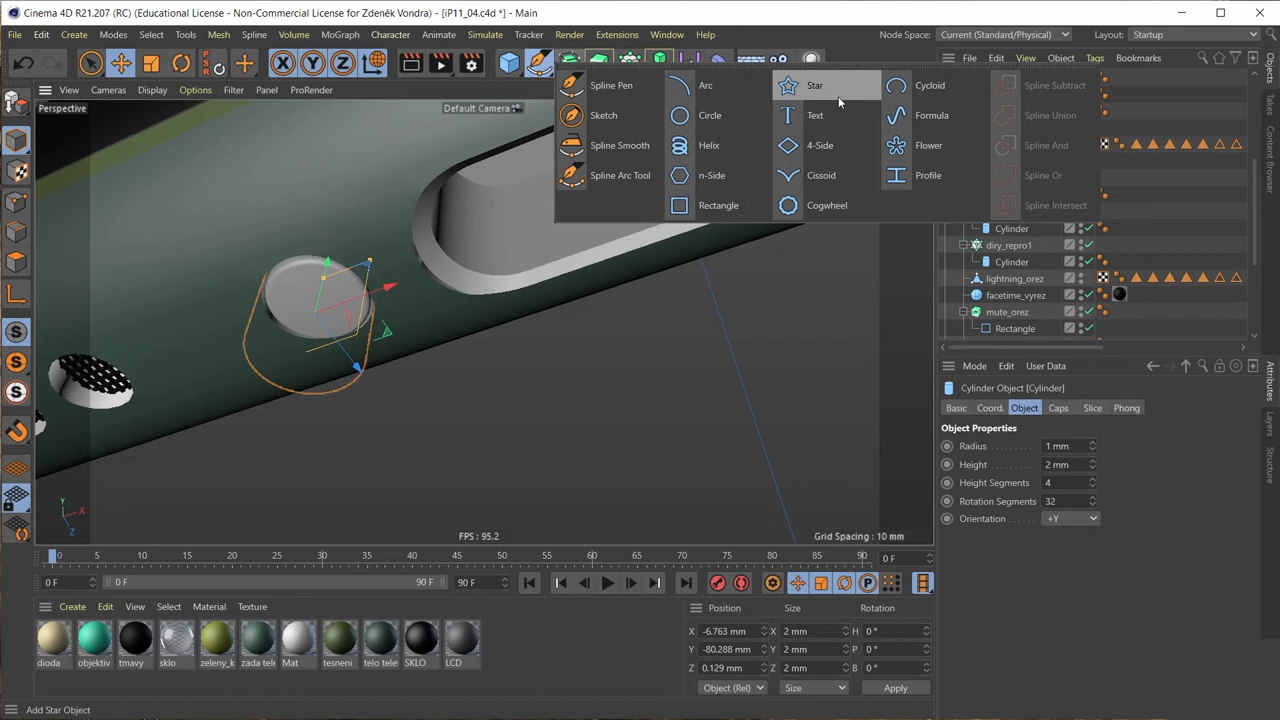 Cinema 4D R21.207 (RC) (Educational License - Non-Commercial License for Zdeněk Vondra) - [iP11_04.c4d *] - Main
File Edit Create Modes Select Tools Mesh Spline Volume MoGraph Character Animate Simulate Tracker Render Extensions Window Help Node Space: Current (Standard/Physical) Layout: Startup
File Edit View Object Tags Bookmarks
View Cameras Display Options Filter Panel ProRender
Perspective Default Camera
Spline Pen Arc Star Cycloid Spline Subtract
Sketch Circle Text Formula Spline Union
Spline Smooth Helix 4-Side Flower Spline And
Spline Arc Tool n-Side Cissoid Profile Spline Or
Rectangle Cogwheel Spline Intersect
Cylinder
diry_repro1
Cylinder
lightning_orez
facetime_vyrez
mute_orez
Rectangle
Objects
Takes
Content Browser
Attributes
Layers
Structure
Mode Edit User Data
Cylinder Object [Cylinder]
Basic Coord. Object Caps Slice Phong
Object Properties
Radius 1 mm
Height 2 mm
Height Segments 4
Rotation Segments 32
Orientation +Y
Y
X
Z
FPS : 95.2 Grid Spacing : 10 mm
0 5 10 15 20 25 30 35 40 45 50 55 60 65 70 75 80 85 90 0 F
0 F 0 F 90 F 90 F
Create Edit View Select Material Texture
dioda objektiv tmavy sklo zeleny_k zada tele Mat tesneni telo telef SKLO LCD
Position Size Rotation
X -6.763 mm X 2 mm H 0 °
Y -80.288 mm Y 2 mm P 0 °
Z 0.129 mm Z 2 mm B 0 °
Object (Rel) Size Apply
Add Star Object